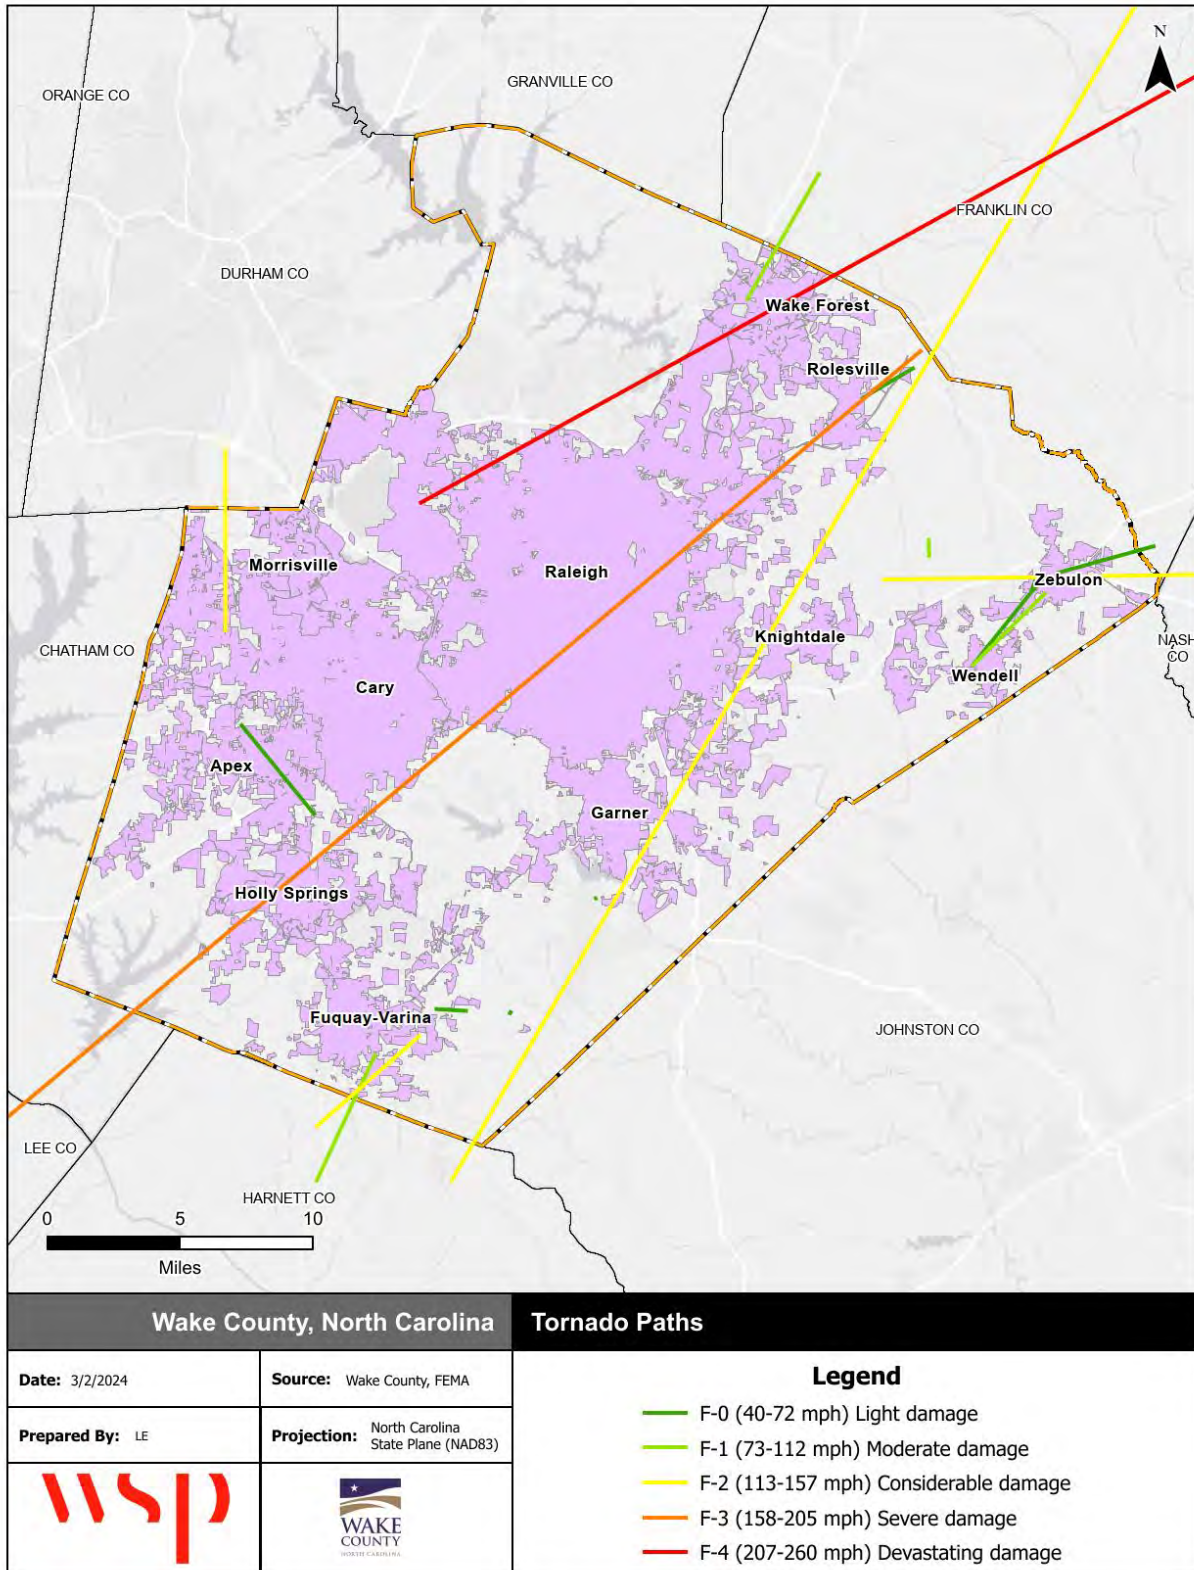 N
GRANVILLE CO
ORANGE CO
FRANKLIN CO
DURHAM CO
Wake Forest
Rolesville
Morrisville
Raleigh
Zebulon
Knightdale
NASH
CO
CHATHAM CO
Wendell
Cary
Apex
Garner
Holly Springs
Fuquay-Varina
JOHNSTON CO
LEE CO
HARNETT CO
0 5 10
Miles
Wake County, North Carolina
Tornado Paths
Date: 3/2/2024
Source: Wake County, FEMA
Prepared By: LE
Projection: North Carolina
State Plane (NAD83)
wsp
WAKE
COUNTY
NORTH CAROLINA
Legend
F-0 (40-72 mph) Light damage
F-1 (73-112 mph) Moderate damage
F-2 (113-157 mph) Considerable damage
F-3 (158-205 mph) Severe damage
F-4 (207-260 mph) Devastating damage